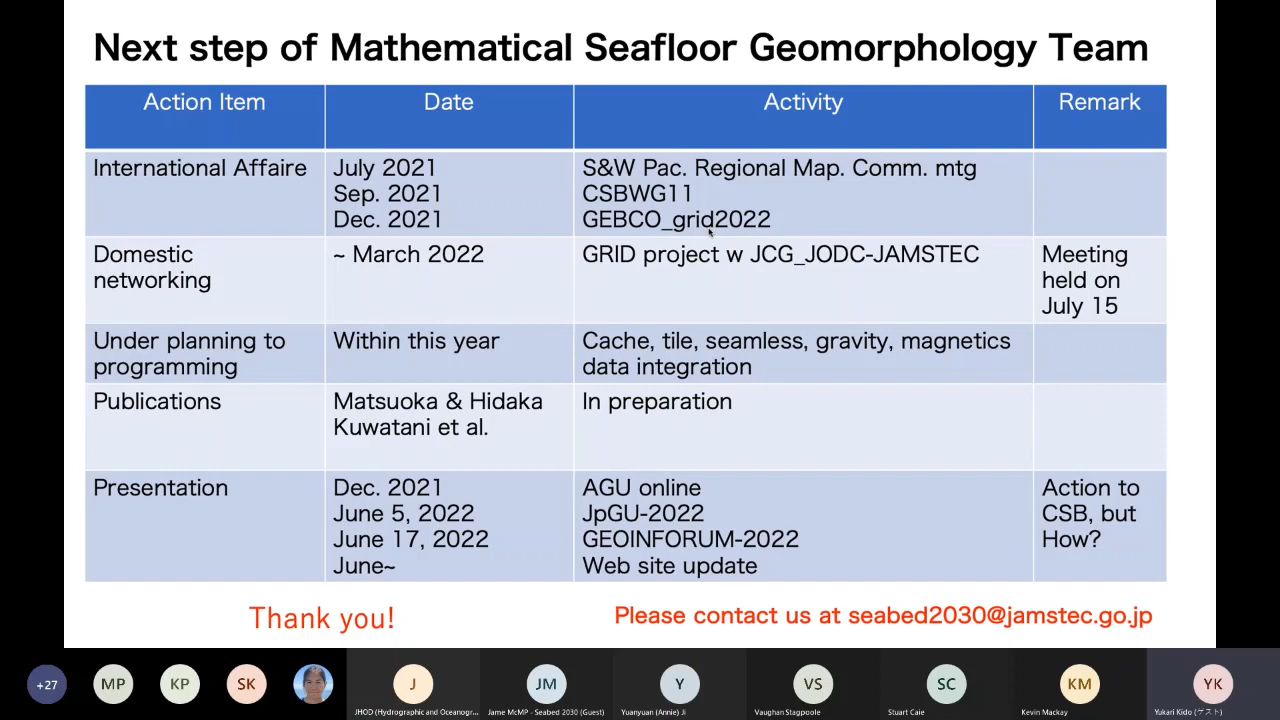 Next step of Mathematical Seafloor Geomorphology Team
Action Item
Date
Activity
Remark
International Affaire
July 2021
Sep. 2021
Dec. 2021
S&W Pac. Regional Map. Comm. mtg
CSBWG11
GEBCO_grid2022
Domestic
networking
~ March 2022
GRID project w JCG_JODC-JAMSTEC
Meeting
held on
July 15
Under planning to
programming
Within this year
Cache, tile, seamless, gravity, magnetics
data integration
Publications
Matsuoka & Hidaka
Kuwatani et al.
In preparation
Presentation
Dec. 2021
June 5, 2022
June 17, 2022
June~
AGU online
JpGU-2022
GEOINFORUM-2022
Web site update
Action to
CSB, but
How?
Thank you!
Please contact us at seabed2030@jamstec.go.jp
+27
MP
KP
SK
J
JM
Y
VS
SC
KM
YK
JHOD (Hydrographic and Oceanogr...
Jame McMP - Seabed 2030 (Guest)
Yuanyuan (Annie) Ji
Vaughan Stagpoole
Stuart Caie
Kevin Mackay
Yukari Kido (ゲスト)